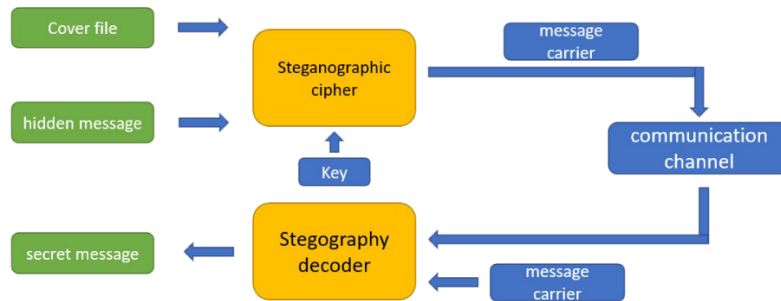 Cover file
message
carrier
Steganographic
cipher
hidden message
communication
channel
Key
Stegography
decoder
secret message
message
carrier